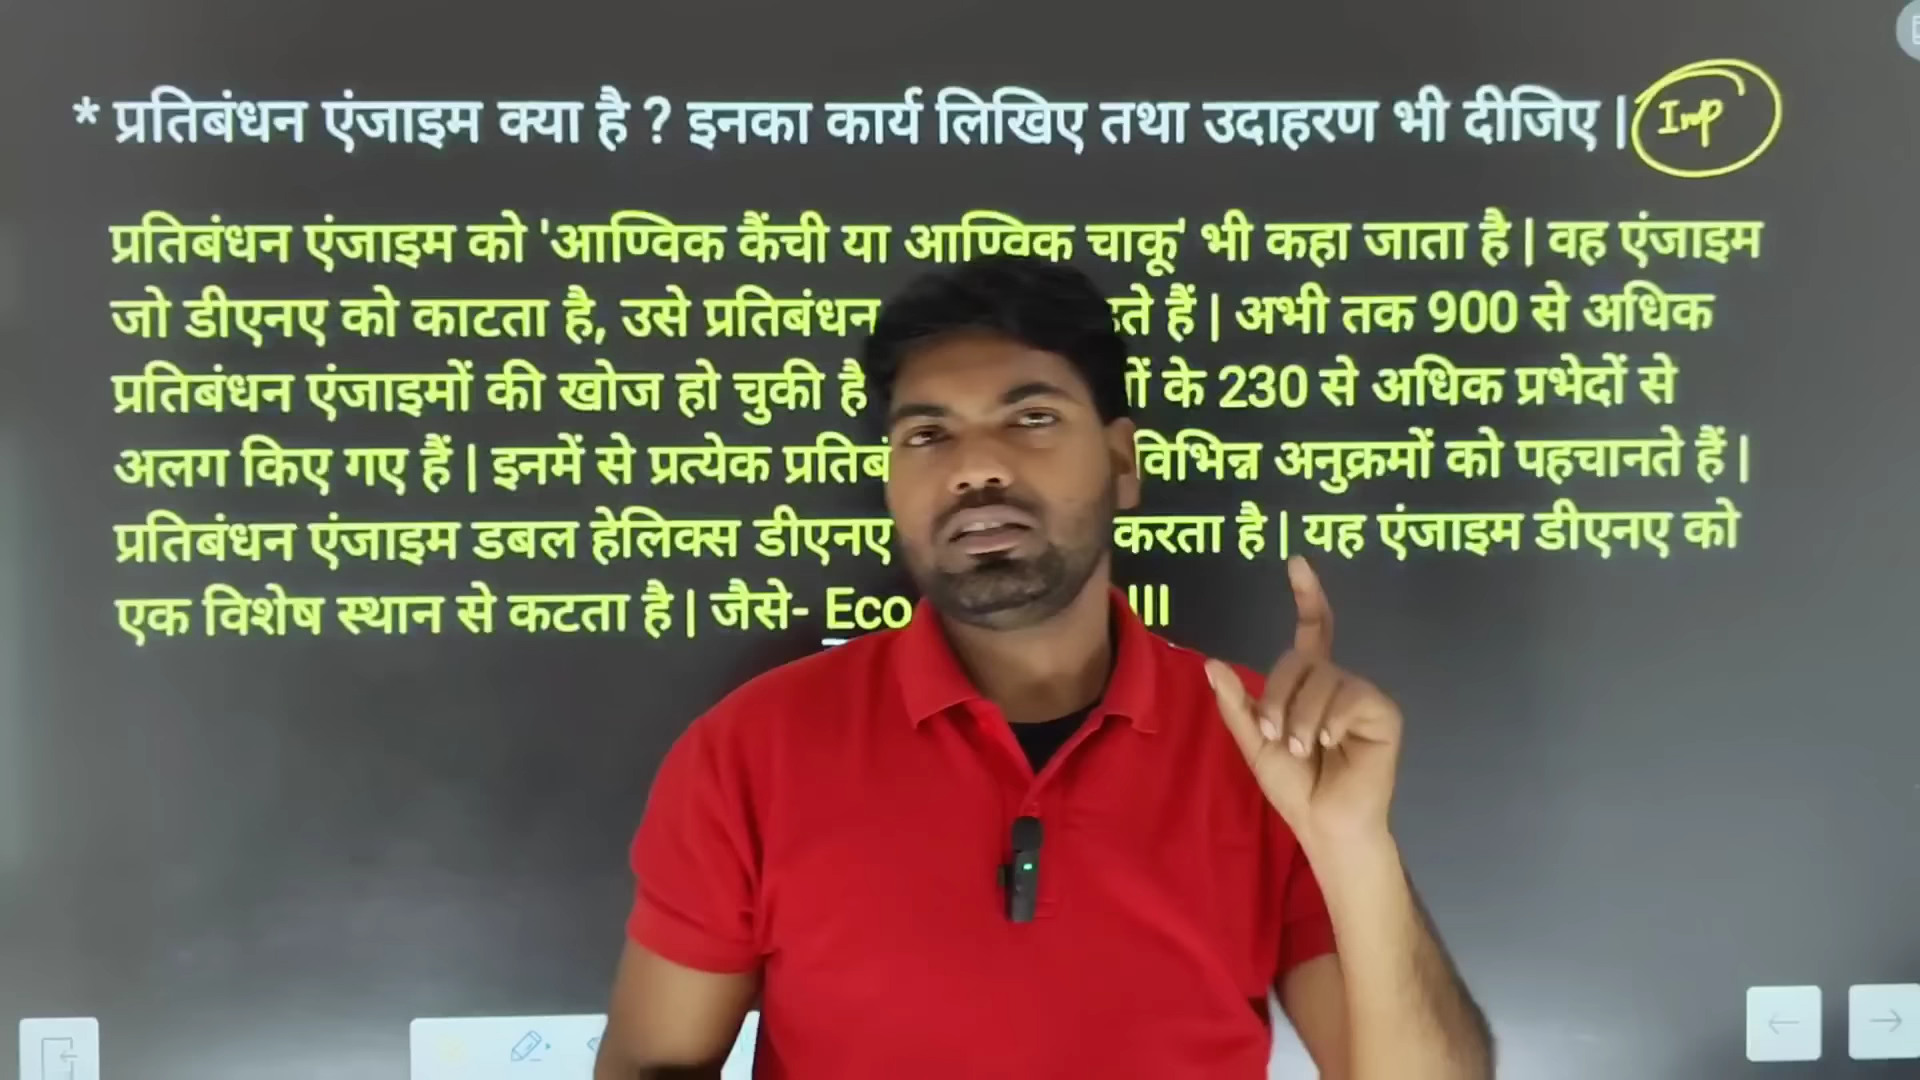 * प्रतिबंधन एंजाइम क्या है ? इनका कार्य लिखिए तथा उदाहरण भी दीजिए | Imp
प्रतिबंधन एंजाइम को 'आण्विक कैंची या आण्विक चाकू' भी कहा जाता है | वह एंजाइम
जो डीएनए को काटता है, उसे प्रतिबंधन हैं | अभी तक 900 से अधिक
प्रतिबंधन एंजाइमों की खोज हो चुकी है के 230 से अधिक प्रभेदों से
अलग किए गए हैं | इनमें से प्रत्येक विभिन्न अनुक्रमों को पहचानते हैं |
प्रतिबंधन एंजाइम डबल हेलिक्स डीएनए करता है | यह एंजाइम डीएनए को
एक विशेष स्थान से कटता है | जैसे- Eco III